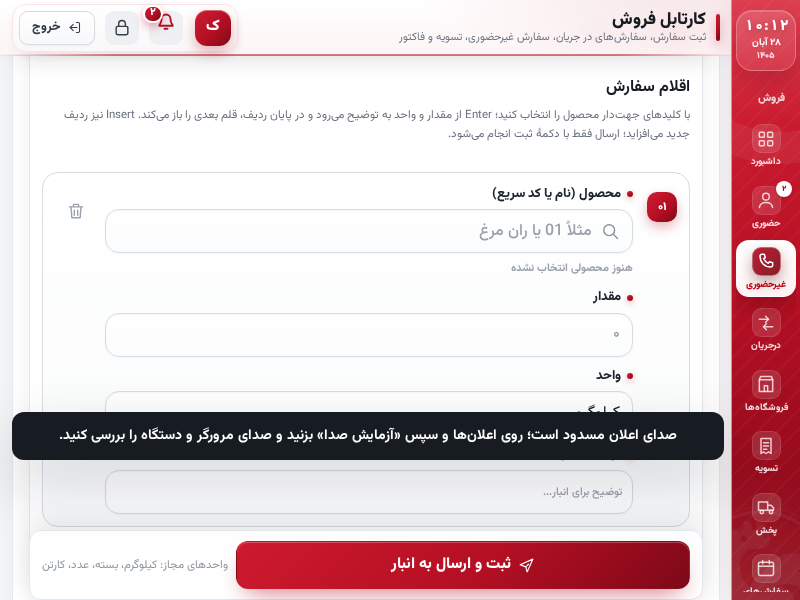 کارتابل فروش
ثبت سفارش، سفارش‌های در جریان، سفارش غیرحضوری، تسویه و فاکتور
ک
۲
خروج
۱۰:۱۲
۲۸ آبان
۱۴۰۵
فروش
داشبورد
۲
حضوری
غیرحضوری
درجریان
فروشگاه‌ها
تسویه
پخش
سفارش‌های
اقلام سفارش
با کلیدهای جهت‌دار محصول را انتخاب کنید؛ Enter از مقدار و واحد به توضیح می‌رود و در پایان ردیف، قلم بعدی را باز می‌کند. Insert نیز ردیف
جدید می‌افزاید؛ ارسال فقط با دکمهٔ ثبت انجام می‌شود.
۰۱
محصول (نام یا کد سریع)
مثلاً 01 یا ران مرغ
هنوز محصولی انتخاب نشده
مقدار
۰
واحد
صدای اعلان مسدود است؛ روی اعلان‌ها و سپس «آزمایش صدا» بزنید و صدای مرورگر و دستگاه را بررسی کنید.
توضیح برای انبار...
ثبت و ارسال به انبار
واحدهای مجاز: کیلوگرم، بسته، عدد، کارتن